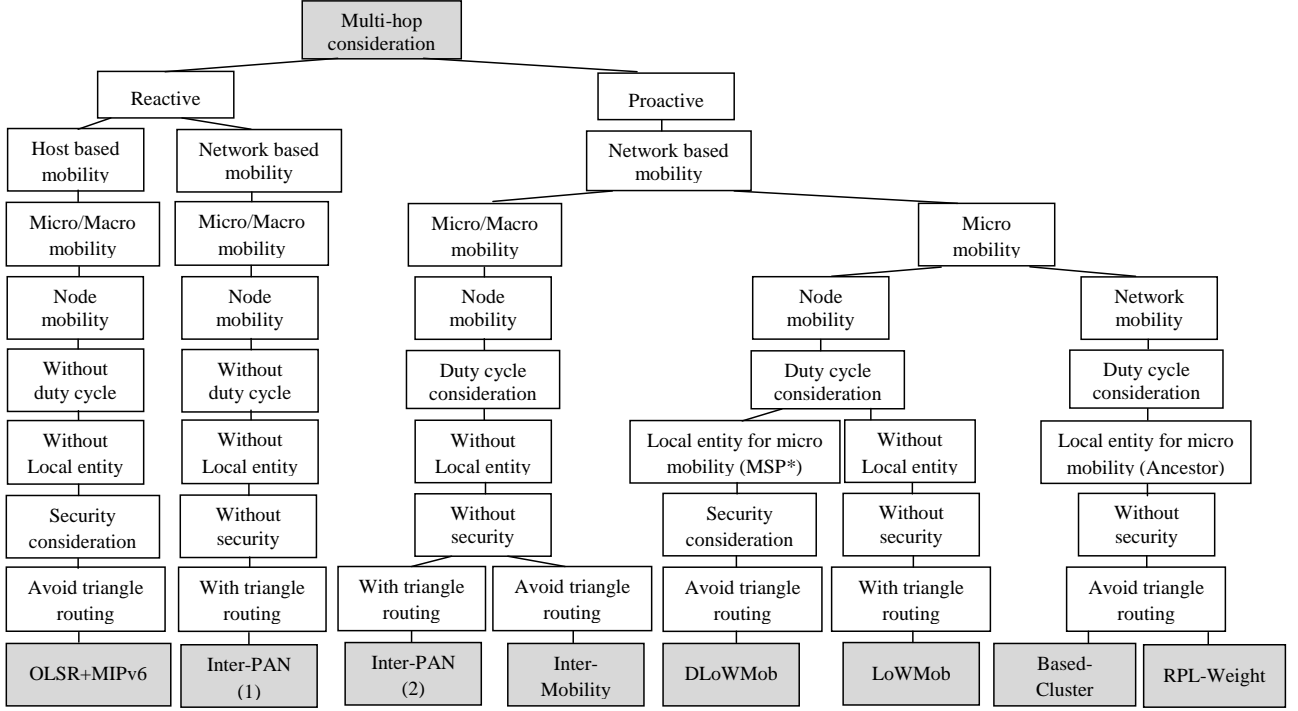 Multi-hop
consideration
Reactive
Proactive
Host based
mobility
Network based
mobility
Network based
mobility
Micro/Macro
mobility
Micro/Macro
mobility
Micro/Macro
mobility
Micro
mobility
Node
mobility
Node
mobility
Node
mobility
Node
mobility
Network
mobility
Without
duty cycle
Without
duty cycle
Duty cycle
consideration
Duty cycle
consideration
Duty cycle
consideration
Without
Local entity
Without
Local entity
Without
Local entity
Local entity for micro
mobility (MSP*)
Without
Local entity
Local entity for micro
mobility (Ancestor)
Security
consideration
Without
security
Without
security
Security
consideration
Without
security
Without
security
Avoid triangle
routing
With triangle
routing
With triangle
routing
Avoid triangle
routing
Avoid triangle
routing
With triangle
routing
Avoid triangle
routing
OLSR+MIPv6
Inter-PAN
(1)
Inter-PAN
(2)
Inter-
Mobility
DLoWMob
LoWMob
Based-
Cluster
RPL-Weight